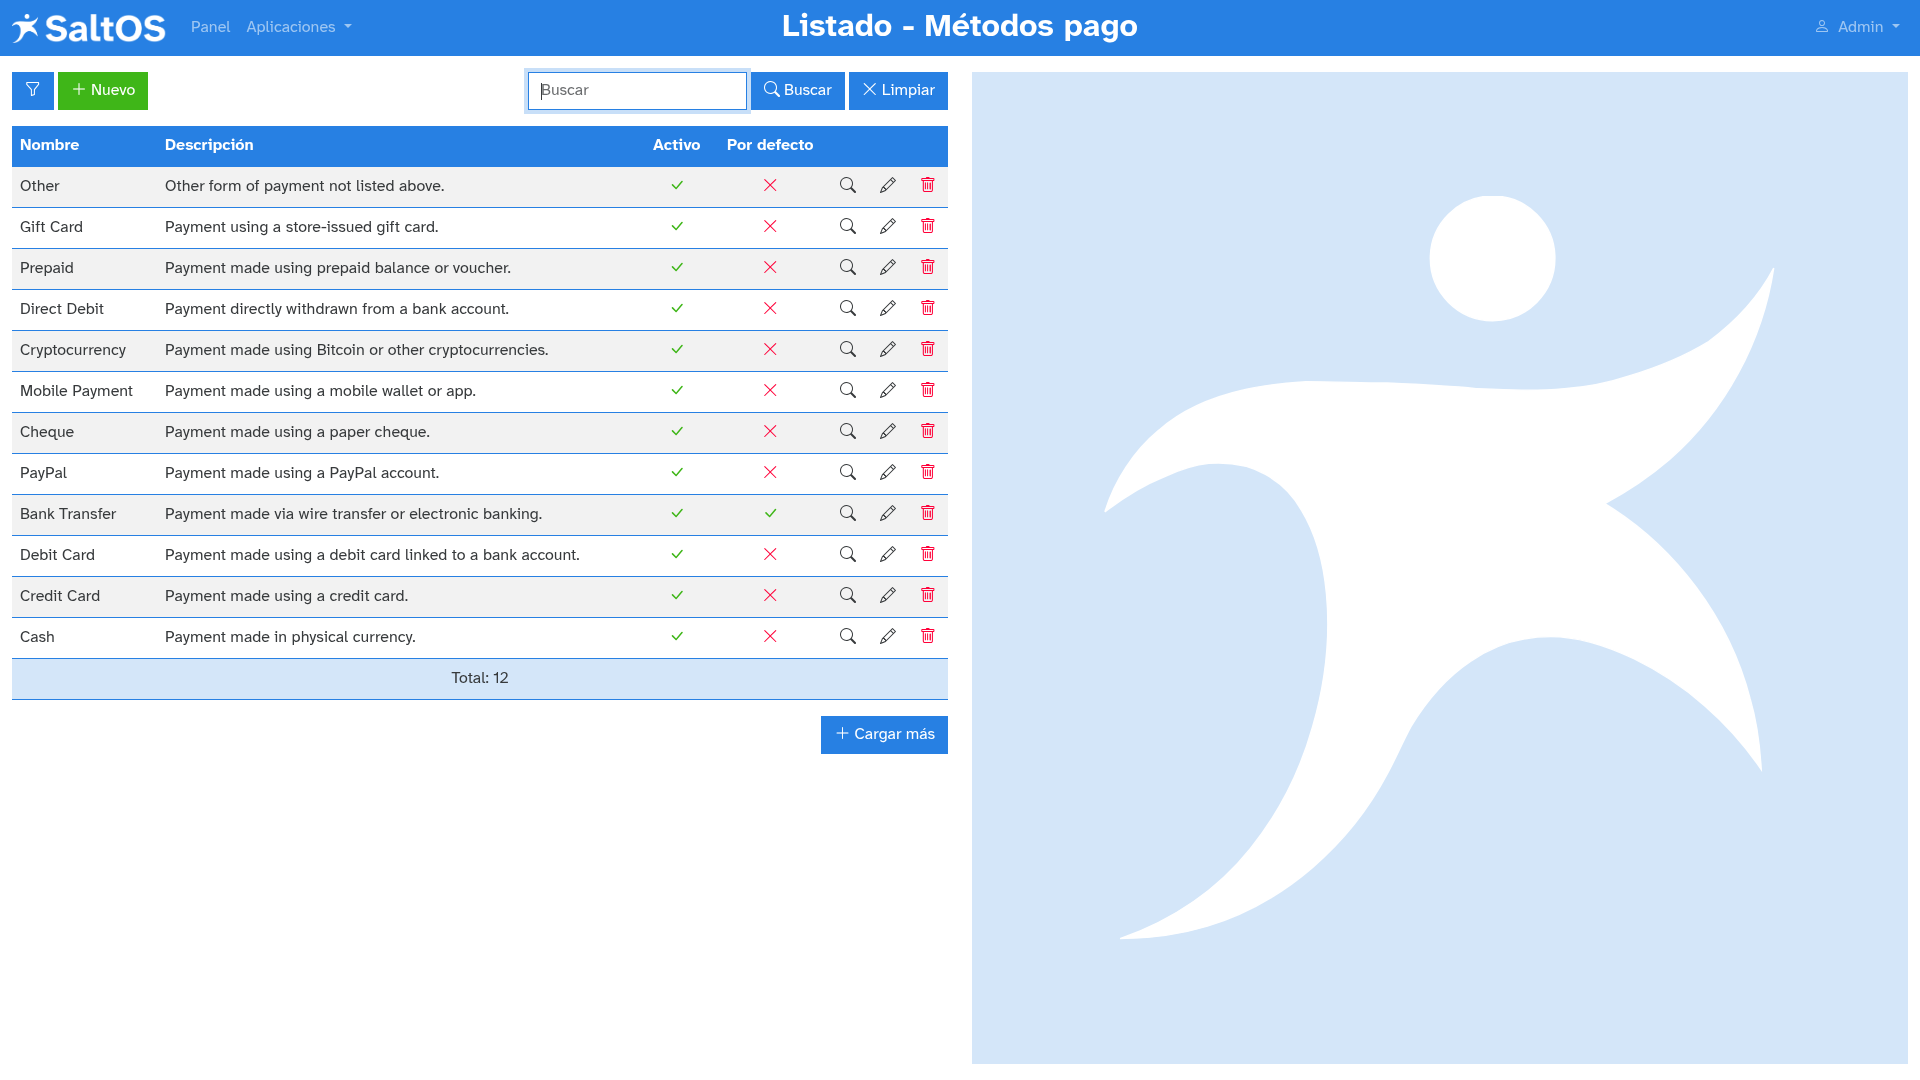 SaltOS Panel Aplicaciones Listado - Métodos pago Admin
Nuevo Buscar Buscar Limpiar
Nombre Descripción Activo Por defecto
Other Other form of payment not listed above.
Gift Card Payment using a store-issued gift card.
Prepaid Payment made using prepaid balance or voucher.
Direct Debit Payment directly withdrawn from a bank account.
Cryptocurrency Payment made using Bitcoin or other cryptocurrencies.
Mobile Payment Payment made using a mobile wallet or app.
Cheque Payment made using a paper cheque.
PayPal Payment made using a PayPal account.
Bank Transfer Payment made via wire transfer or electronic banking.
Debit Card Payment made using a debit card linked to a bank account.
Credit Card Payment made using a credit card.
Cash Payment made in physical currency.
Total: 12
Cargar más